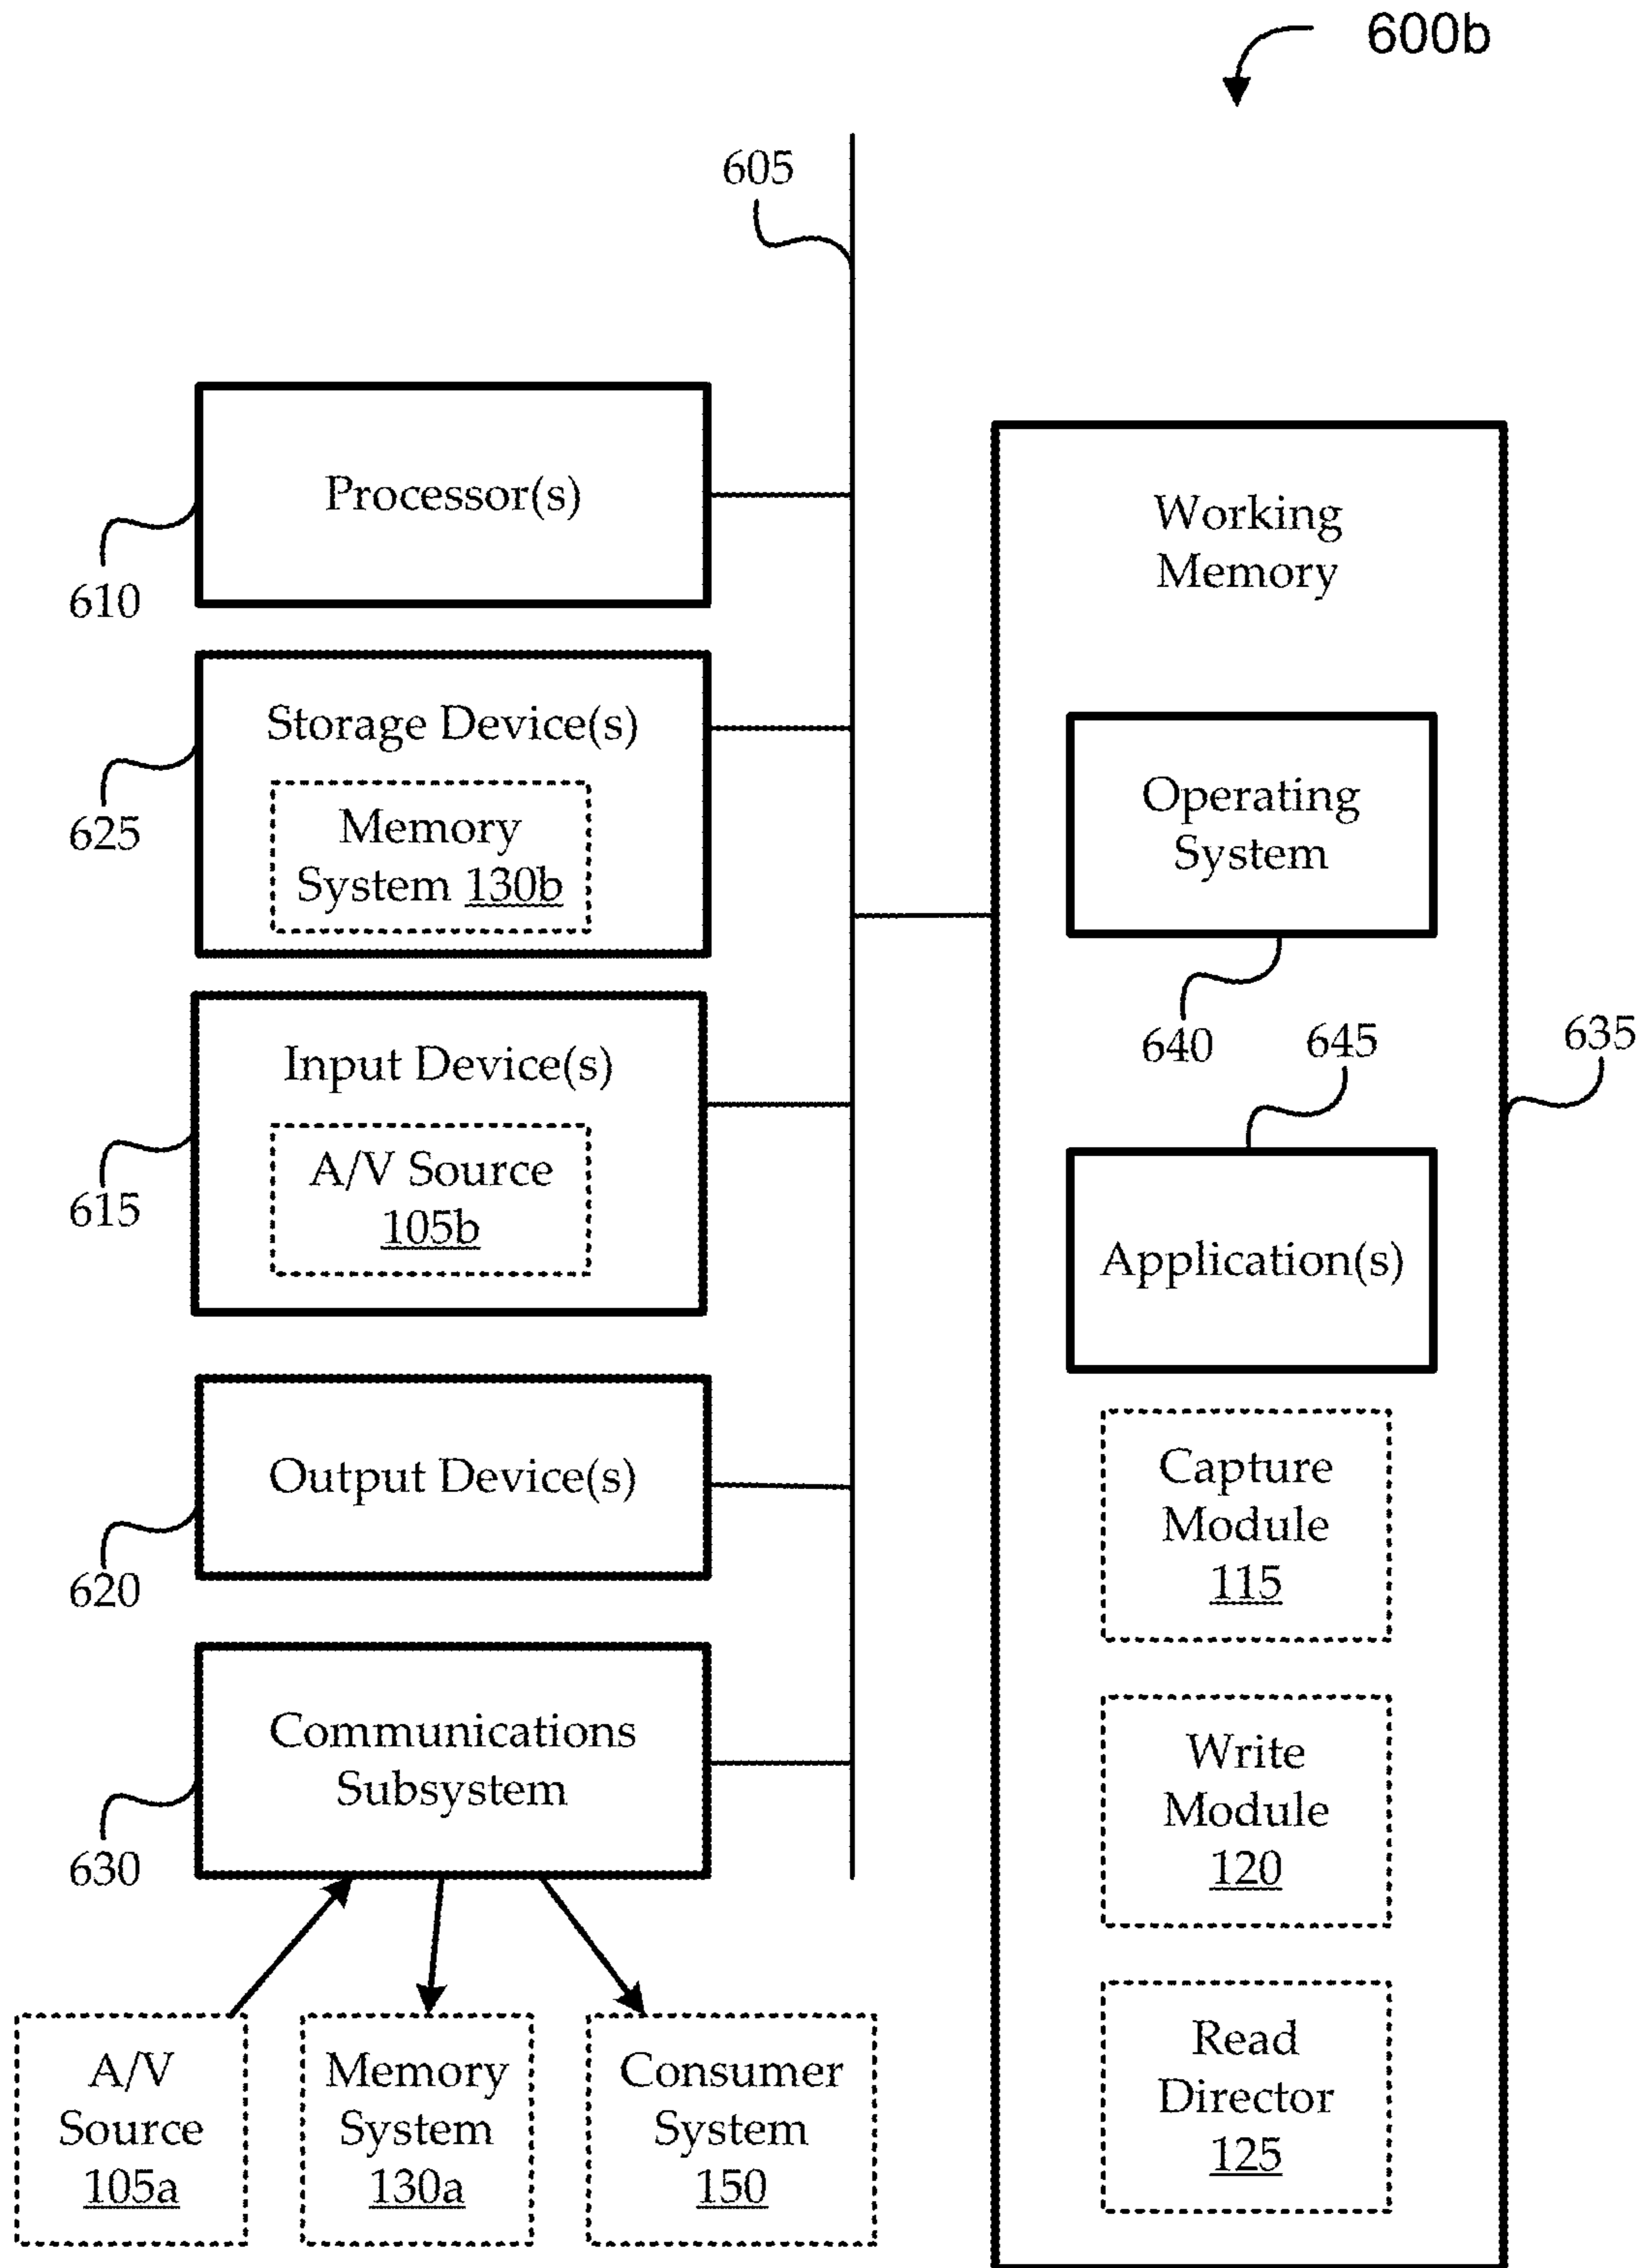 600b
605
Processor(s)
610
Storage Device(s)
Memory
System 130b
625
Input Device(s)
A/V Source
105b
615
Output Device(s)
620
Communications
Subsystem
630
A/V
Source
105a
Memory
System
130a
Consumer
System
150
Working
Memory
Operating
System
640
645
635
Application(s)
Capture
Module
115
Write
Module
120
Read
Director
125